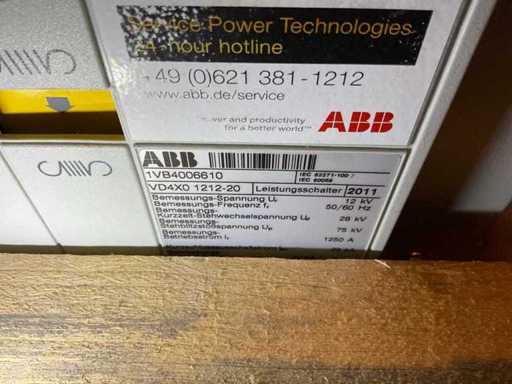 Service Power Technologies
24-hour hotline
+49 (0)621 381-1212
www.abb.de/service
Power and productivity
for a better world™
ABB
ABB
1VB4006610
IEC 62271-100 /
IEC 60056
VD4X0 1212-20 Leistungsschalter 2011
Bemessungs-Spannung Ur 12 kV
Bemessungs-Frequenz fr 50/60 Hz
Bemessungs-
Kurzzeit-Stehwechselspannung Ud 28 kV
Bemessungs-
Stehblitzstoßspannung Up 75 kV
Bemessungs-
Betriebsstrom Ir 1250 A